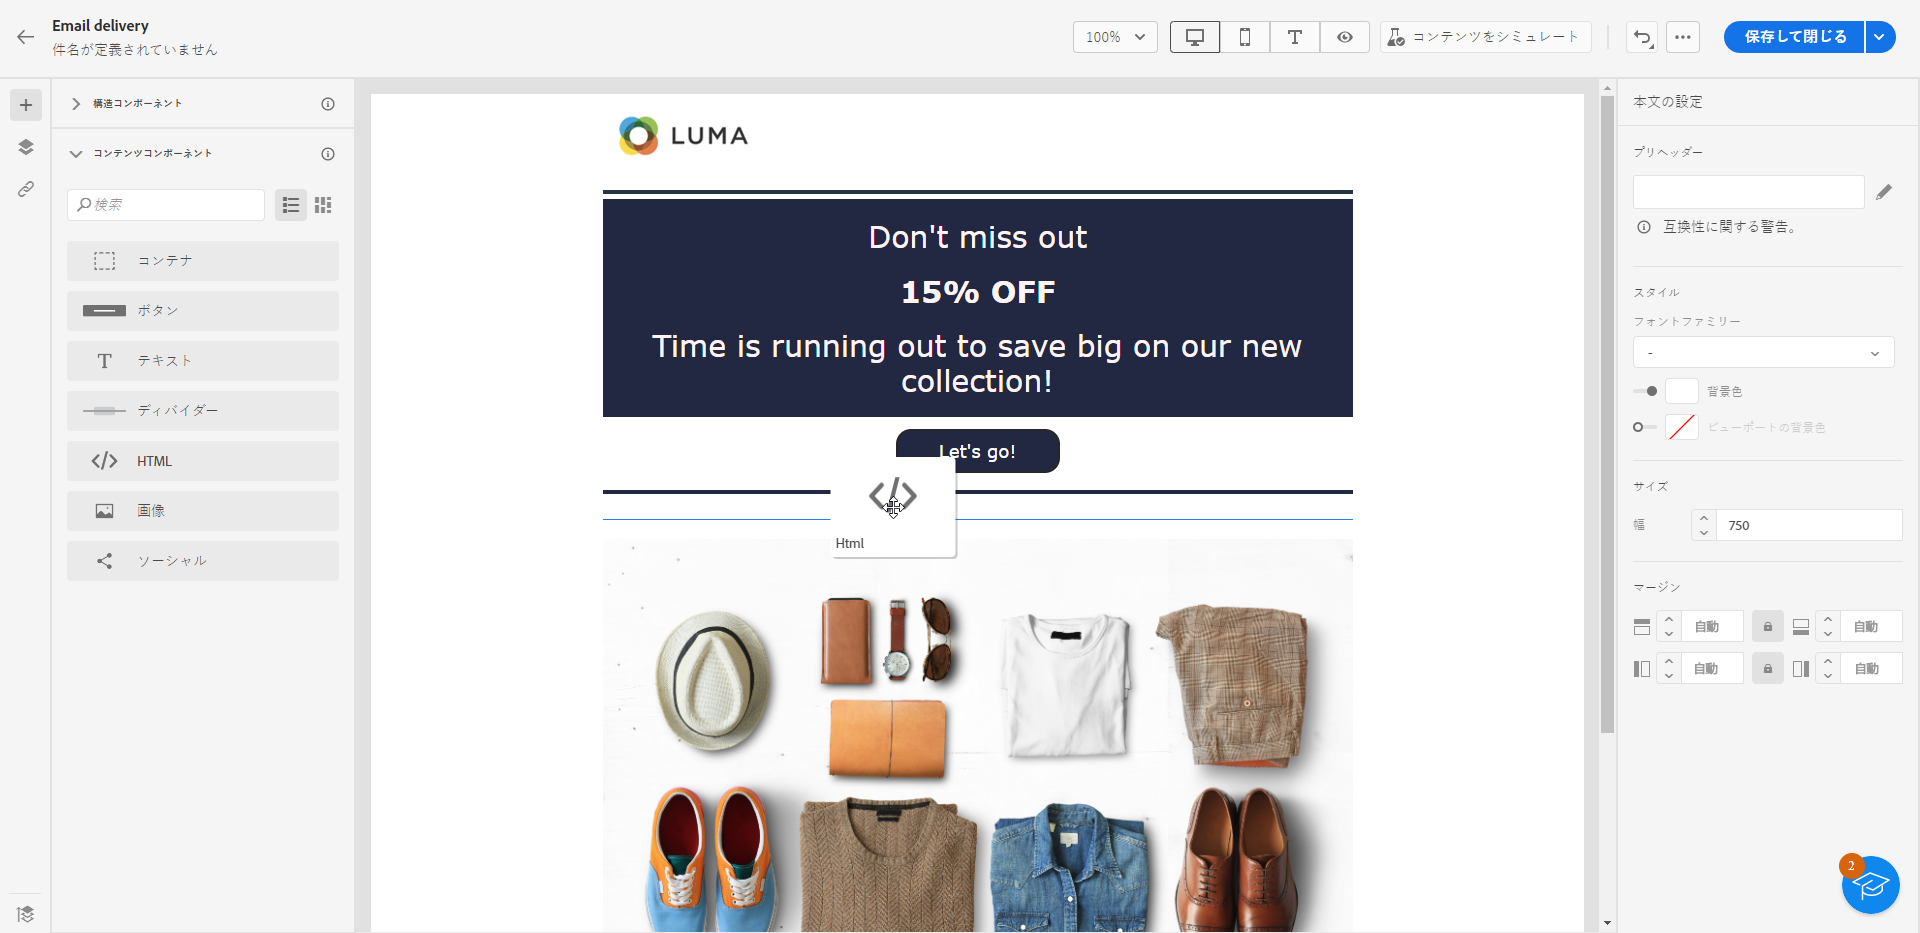 Email delivery
件名が定義されていません
100%
コンテンツをシミュレート
保存して閉じる
構造コンポーネント
コンテンツコンポーネント
検索
コンテナ
ボタン
テキスト
ディバイダー
HTML
画像
ソーシャル
LUMA
Don't miss out
15% OFF
Time is running out to save big on our new
collection!
Let's go!
Html
本文の設定
プリヘッダー
互換性に関する警告。
スタイル
フォントファミリー
-
背景色
ビューポートの背景色
サイズ
幅
750
マージン
自動
自動
自動
自動
2